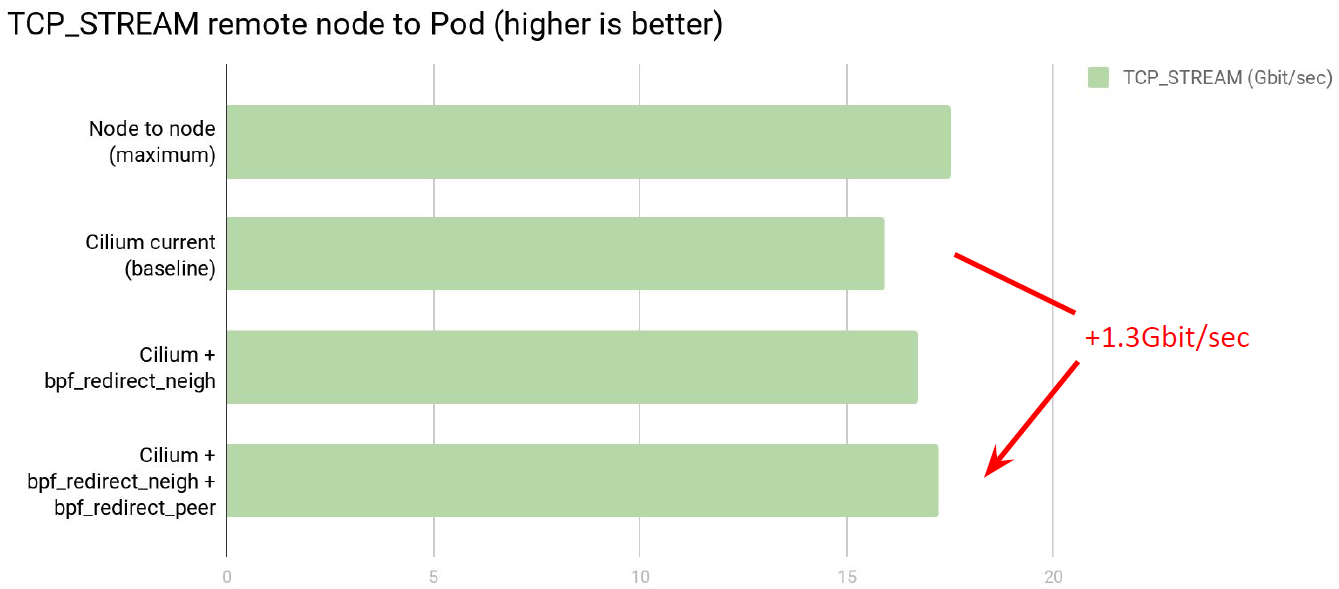 TCP_STREAM remote node to Pod (higher is better)
TCP_STREAM (Gbit/sec)
Node to node
(maximum)
Cilium current
(baseline)
+1.3Gbit/sec
Cilium +
bpf_redirect_neigh
Cilium +
bpf_redirect_neigh +
bpf_redirect_peer
0
5
10
15
20